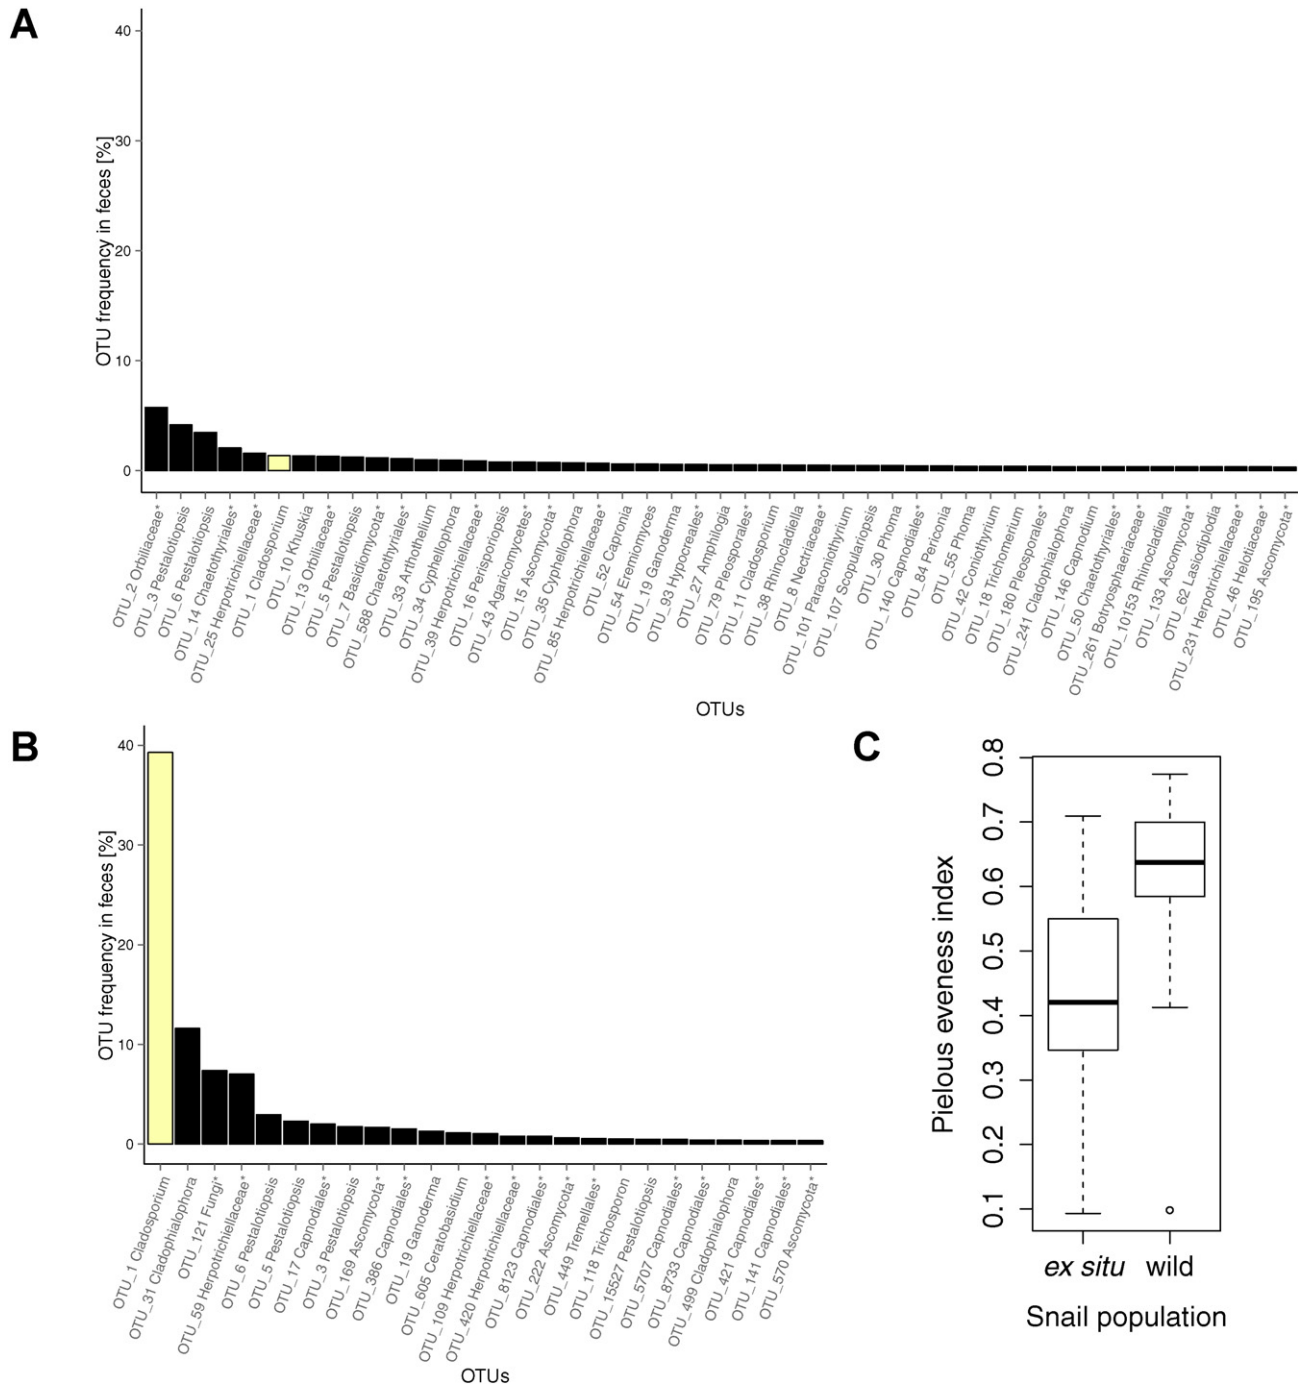 A
OTU frequency in feces [%]
40
30
20
10
0
OTU_2 Orbiliaceae*
OTU_3 Pestalotiopsis
OTU_6 Pestalotiopsis
OTU_14 Chaetothyriales*
OTU_25 Herpotrichiellaceae*
OTU_1 Cladosporium
OTU_10 Khuskia
OTU_13 Orbiliaceae*
OTU_5 Pestalotiopsis
OTU_7 Basidiomycota*
OTU_588 Chaetothyriales*
OTU_33 Arthothelium
OTU_34 Cyphellophora
OTU_39 Herpotrichiellaceae*
OTU_16 Perisporiopsis
OTU_43 Agaricomycetes*
OTU_15 Ascomycota*
OTU_35 Cyphellophora
OTU_85 Herpotrichiellaceae*
OTU_52 Capronia
OTU_54 Eremiomyces
OTU_19 Ganoderma
OTU_93 Hypocreales*
OTU_27 Amphilogia
OTU_79 Pleosporales*
OTU_11 Cladosporium
OTU_38 Rhinocladiella
OTU_8 Nectriaceae*
OTU_101 Paraconiothyrium
OTU_107 Scopulariopsis
OTU_30 Phoma
OTU_140 Capnodiales*
OTU_84 Periconia
OTU_55 Phoma
OTU_42 Coniothyrium
OTU_18 Trichomerium
OTU_180 Pleosporales*
OTU_241 Cladophialophora
OTU_146 Capnodium
OTU_50 Chaetothyriales*
OTU_261 Botryosphaeriaceae*
OTU_10153 Rhinocladiella
OTU_133 Ascomycota*
OTU_62 Lasiodiplodia
OTU_231 Herpotrichiellaceae*
OTU_46 Helotiaceae*
OTU_195 Ascomycota*
OTUs
B
OTU frequency in feces [%]
40
30
20
10
0
OTU_1 Cladosporium
OTU_31 Cladophialophora
OTU_121 Fungi*
OTU_59 Herpotrichiellaceae*
OTU_6 Pestalotiopsis
OTU_5 Pestalotiopsis
OTU_17 Capnodiales*
OTU_3 Pestalotiopsis
OTU_169 Ascomycota*
OTU_386 Capnodiales*
OTU_19 Ganoderma
OTU_605 Ceratobasidium
OTU_109 Herpotrichiellaceae*
OTU_420 Herpotrichiellaceae*
OTU_8123 Capnodiales*
OTU_222 Ascomycota*
OTU_449 Tremellales*
OTU_118 Trichosporon
OTU_15527 Pestalotiopsis
OTU_5707 Capnodiales*
OTU_8733 Capnodiales*
OTU_499 Cladophialophora
OTU_421 Capnodiales*
OTU_141 Capnodiales*
OTU_570 Ascomycota*
OTUs
C
Pielous eveness index
0.8
0.7
0.6
0.5
0.4
0.3
0.2
0.1
ex situ wild
Snail population